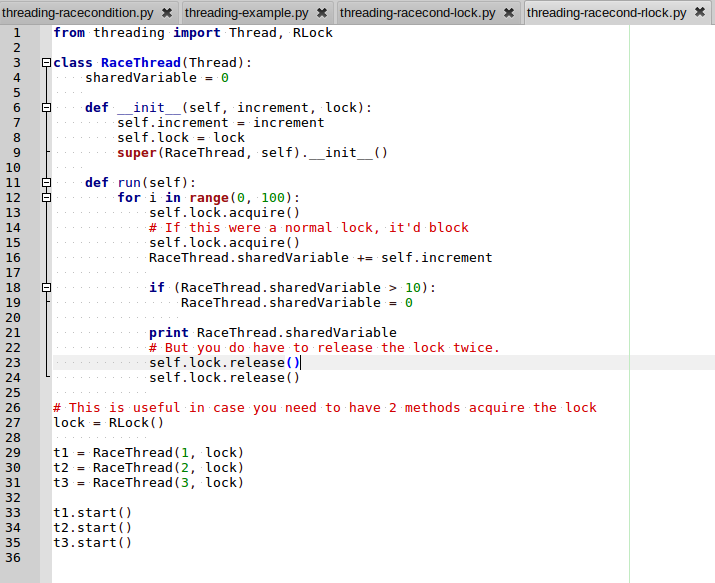 threading-racecondition.py ✖ threading-example.py ✖ threading-racecond-lock.py ✖ threading-racecond-rlock.py ✖
1 from threading import Thread, RLock
2
3 class RaceThread(Thread):
4     sharedVariable = 0
5
6     def __init__(self, increment, lock):
7         self.increment = increment
8         self.lock = lock
9         super(RaceThread, self).__init__()
10
11     def run(self):
12         for i in range(0, 100):
13             self.lock.acquire()
14             # If this were a normal lock, it'd block
15             self.lock.acquire()
16             RaceThread.sharedVariable += self.increment
17
18             if (RaceThread.sharedVariable > 10):
19                 RaceThread.sharedVariable = 0
20
21             print RaceThread.sharedVariable
22             # But you do have to release the lock twice.
23             self.lock.release()
24             self.lock.release()
25
26 # This is useful in case you need to have 2 methods acquire the lock
27 lock = RLock()
28
29 t1 = RaceThread(1, lock)
30 t2 = RaceThread(2, lock)
31 t3 = RaceThread(3, lock)
32
33 t1.start()
34 t2.start()
35 t3.start()
36